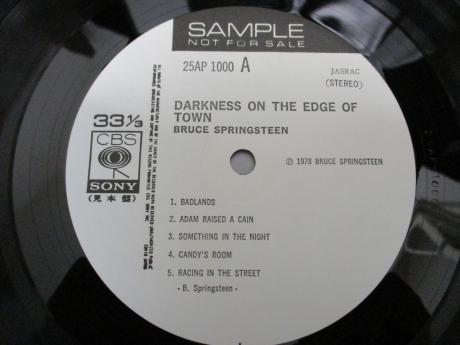 SAMPLE
NOT FOR SALE
25AP 1000 A
JASRAC
(STEREO)
DARKNESS ON THE EDGE OF
TOWN
BRUCE SPRINGSTEEN
33 1/3
CBS
SONY
(見本盤)
℗ 1978 BRUCE SPRINGSTEEN
1. BADLANDS
2. ADAM RAISED A CAIN
3. SOMETHING IN THE NIGHT
4. CANDY'S ROOM
5. RACING IN THE STREET
- B. Springsteen -